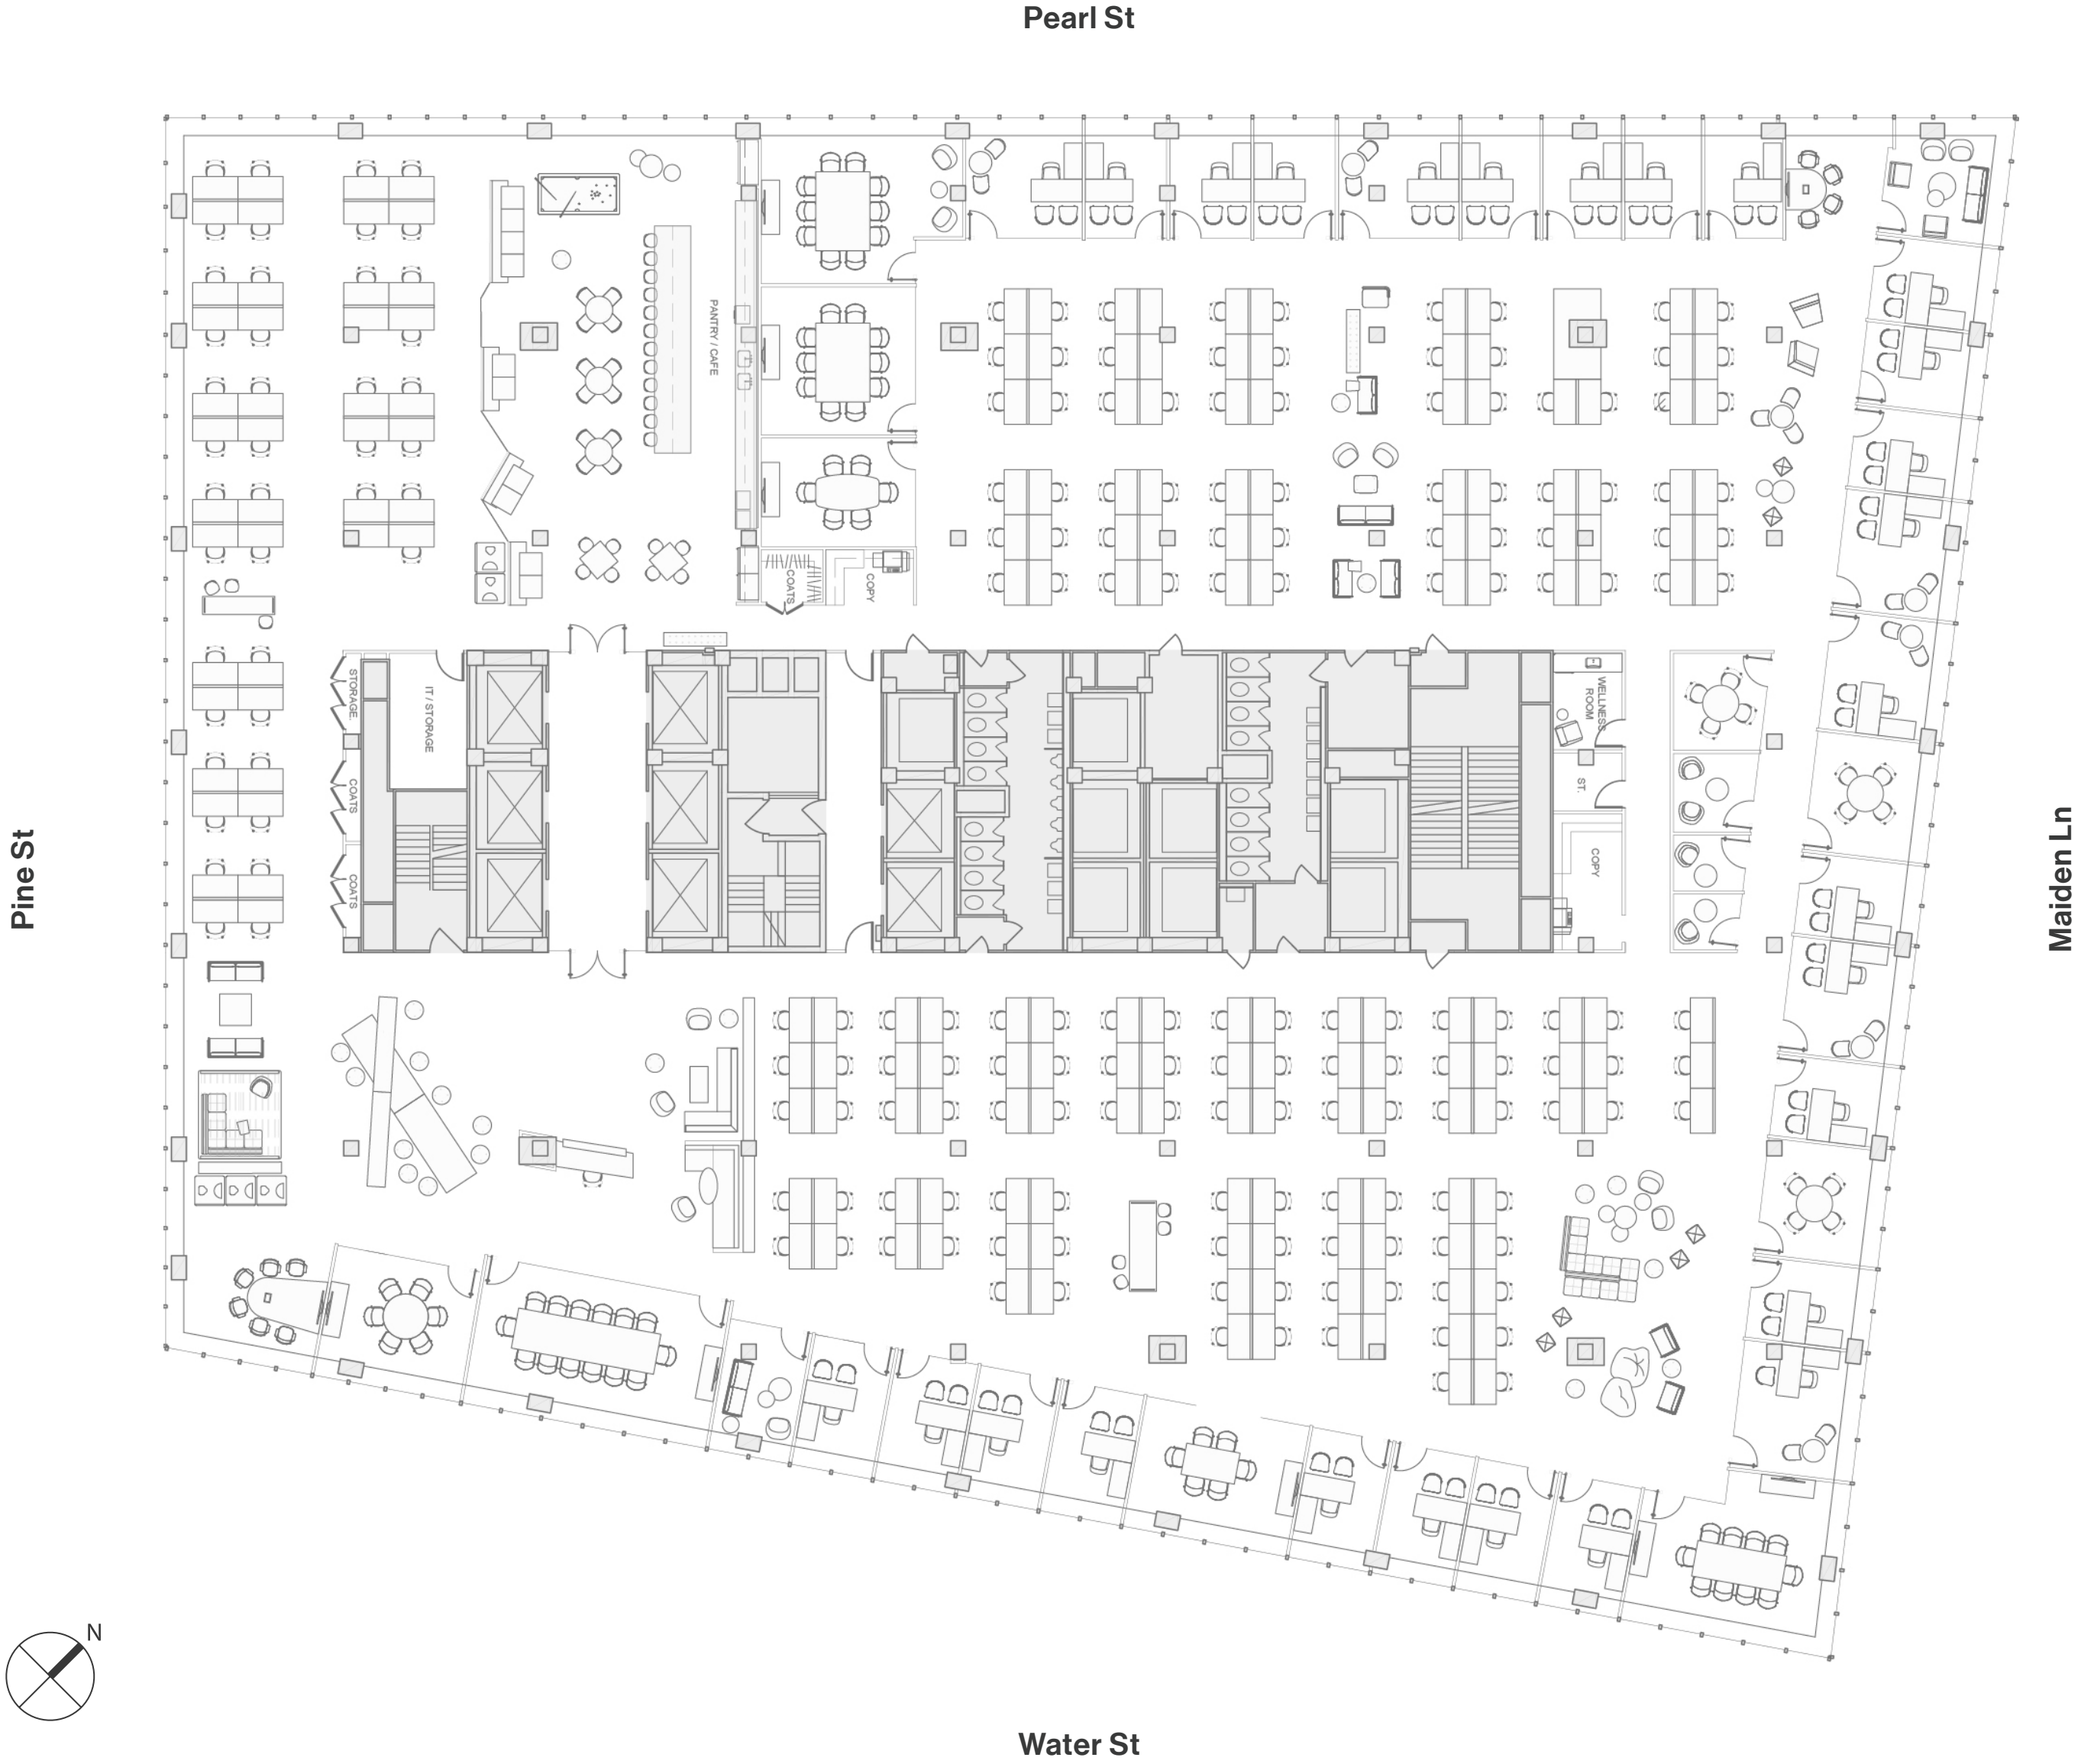 Pearl St
PANTRY / CAFE
COATS
COPY
STORAGE
IT / STORAGE
WELLNESS
ROOM
COATS
ST.
COPY
COATS
Pine St
Maiden Ln
N
Water St